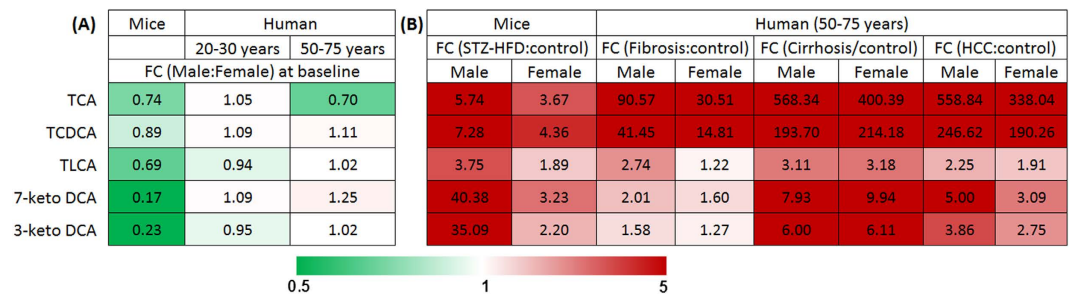 (A) Mice Human (B) Mice Human (50-75 years)
20-30 years 50-75 years FC (STZ-HFD:control) FC (Fibrosis:control) FC (Cirrhosis/control) FC (HCC:control)
FC (Male:Female) at baseline Male Female Male Female Male Female Male Female
TCA 0.74 1.05 0.70 5.74 3.67 90.57 30.51 568.34 400.39 558.84 338.04
TCDCA 0.89 1.09 1.11 7.28 4.36 41.45 14.81 193.70 214.18 246.62 190.26
TLCA 0.69 0.94 1.02 3.75 1.89 2.74 1.22 3.11 3.18 2.25 1.91
7-keto DCA 0.17 1.09 1.25 40.38 3.23 2.01 1.60 7.93 9.94 5.00 3.09
3-keto DCA 0.23 0.95 1.02 35.09 2.20 1.58 1.27 6.00 6.11 3.86 2.75
0.5 1 5